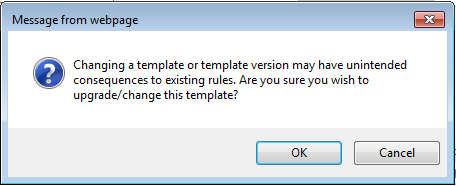 Message from webpage
Changing a template or template version may have unintended
consequences to existing rules. Are you sure you wish to
upgrade/change this template?
OK
Cancel